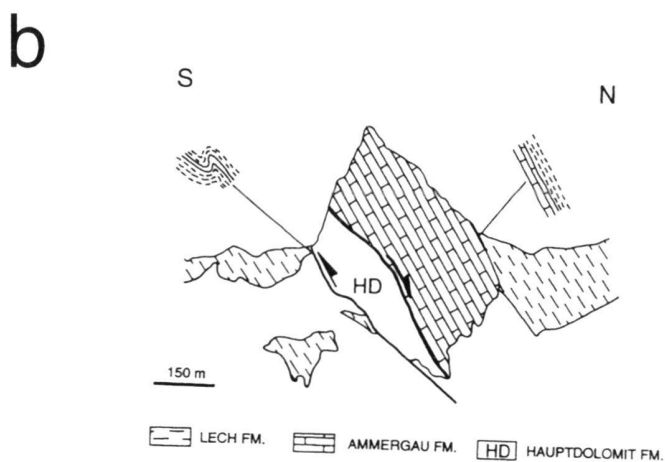 b
S
N
HD
150 m
LECH FM.
AMMERGAU FM.
HD HAUPTDOLOMIT FM.